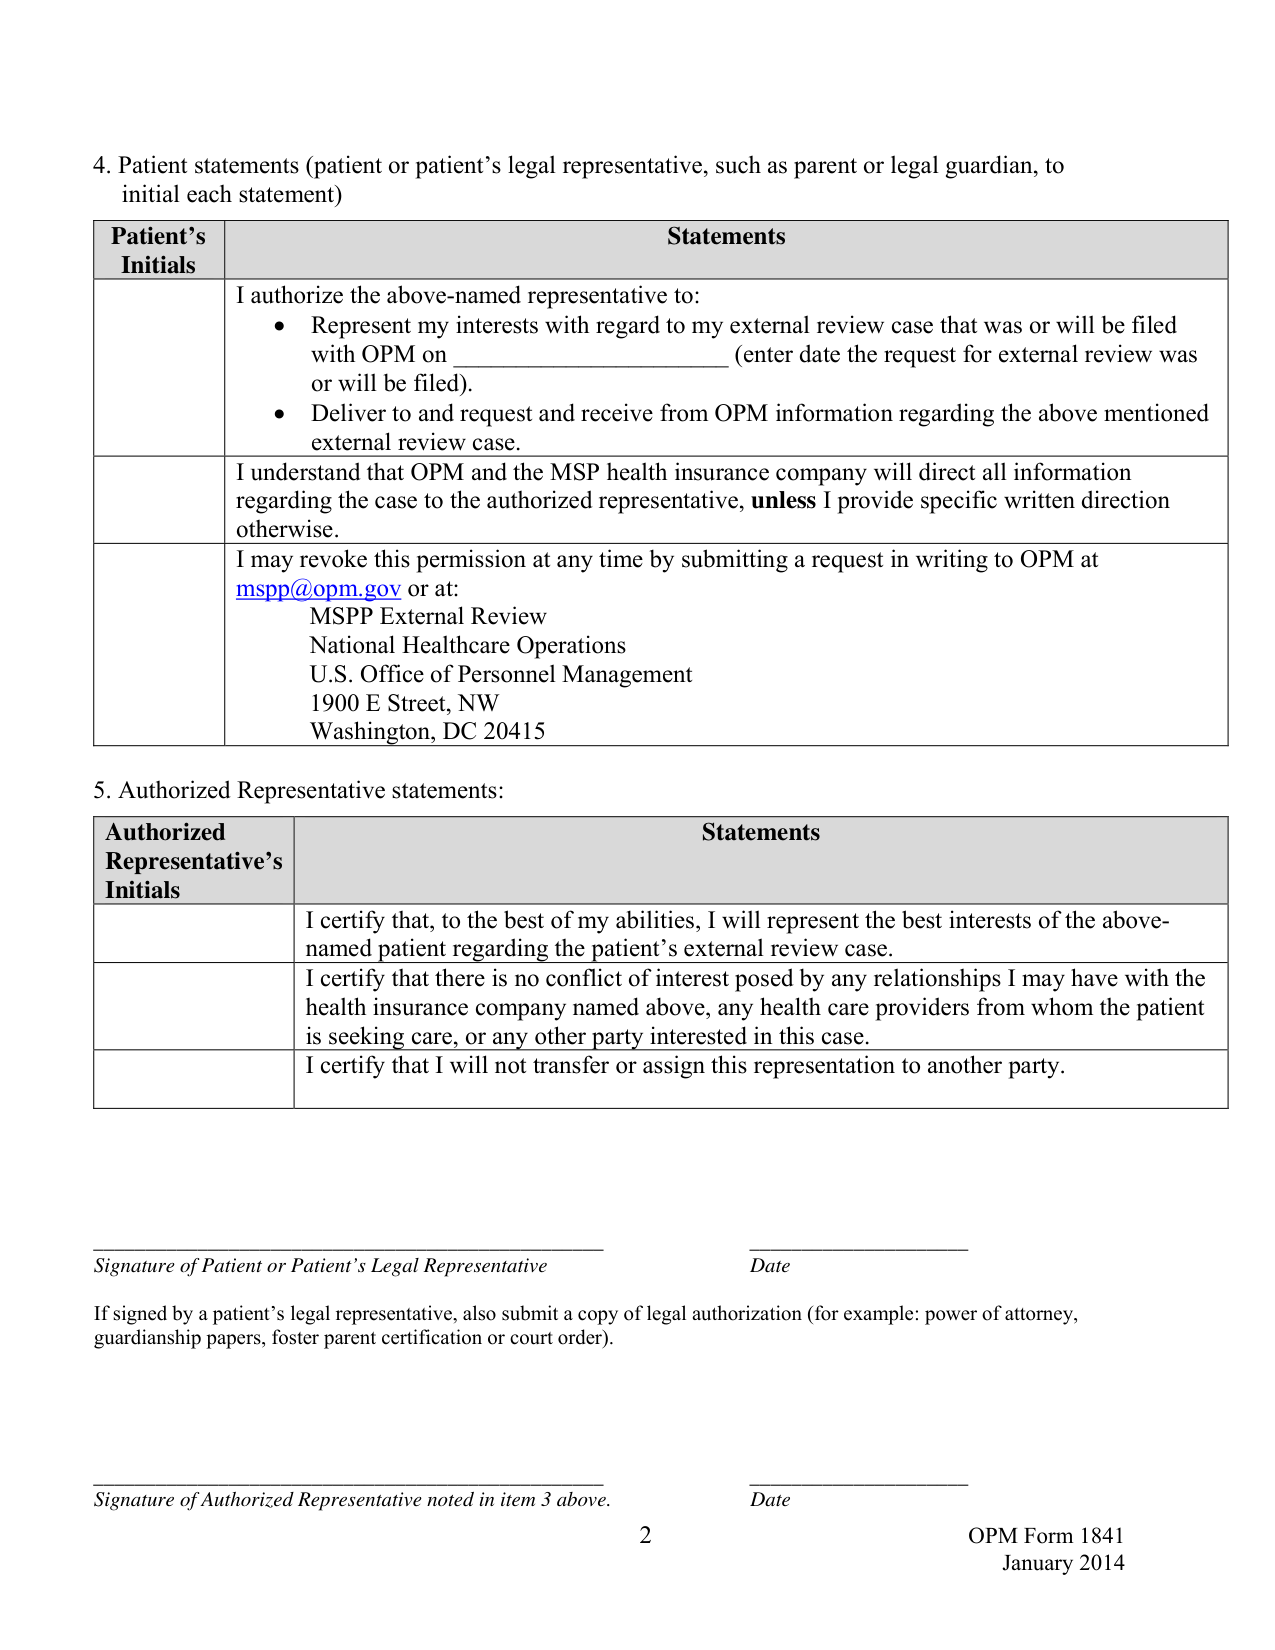 4. Patient statements (patient or patient’s legal representative, such as parent or legal guardian, to
initial each statement)
Patient’s
Initials
Statements
I authorize the above-named representative to:
• Represent my interests with regard to my external review case that was or will be filed
with OPM on ______________________ (enter date the request for external review was
or will be filed).
• Deliver to and request and receive from OPM information regarding the above mentioned
external review case.
I understand that OPM and the MSP health insurance company will direct all information
regarding the case to the authorized representative, unless I provide specific written direction
otherwise.
I may revoke this permission at any time by submitting a request in writing to OPM at
mspp@opm.gov or at:
MSPP External Review
National Healthcare Operations
U.S. Office of Personnel Management
1900 E Street, NW
Washington, DC 20415
5. Authorized Representative statements:
Authorized
Representative’s
Initials
Statements
I certify that, to the best of my abilities, I will represent the best interests of the above-
named patient regarding the patient’s external review case.
I certify that there is no conflict of interest posed by any relationships I may have with the
health insurance company named above, any health care providers from whom the patient
is seeking care, or any other party interested in this case.
I certify that I will not transfer or assign this representation to another party.
Signature of Patient or Patient’s Legal Representative Date
If signed by a patient’s legal representative, also submit a copy of legal authorization (for example: power of attorney,
guardianship papers, foster parent certification or court order).
Signature of Authorized Representative noted in item 3 above. Date
2
OPM Form 1841
January 2014